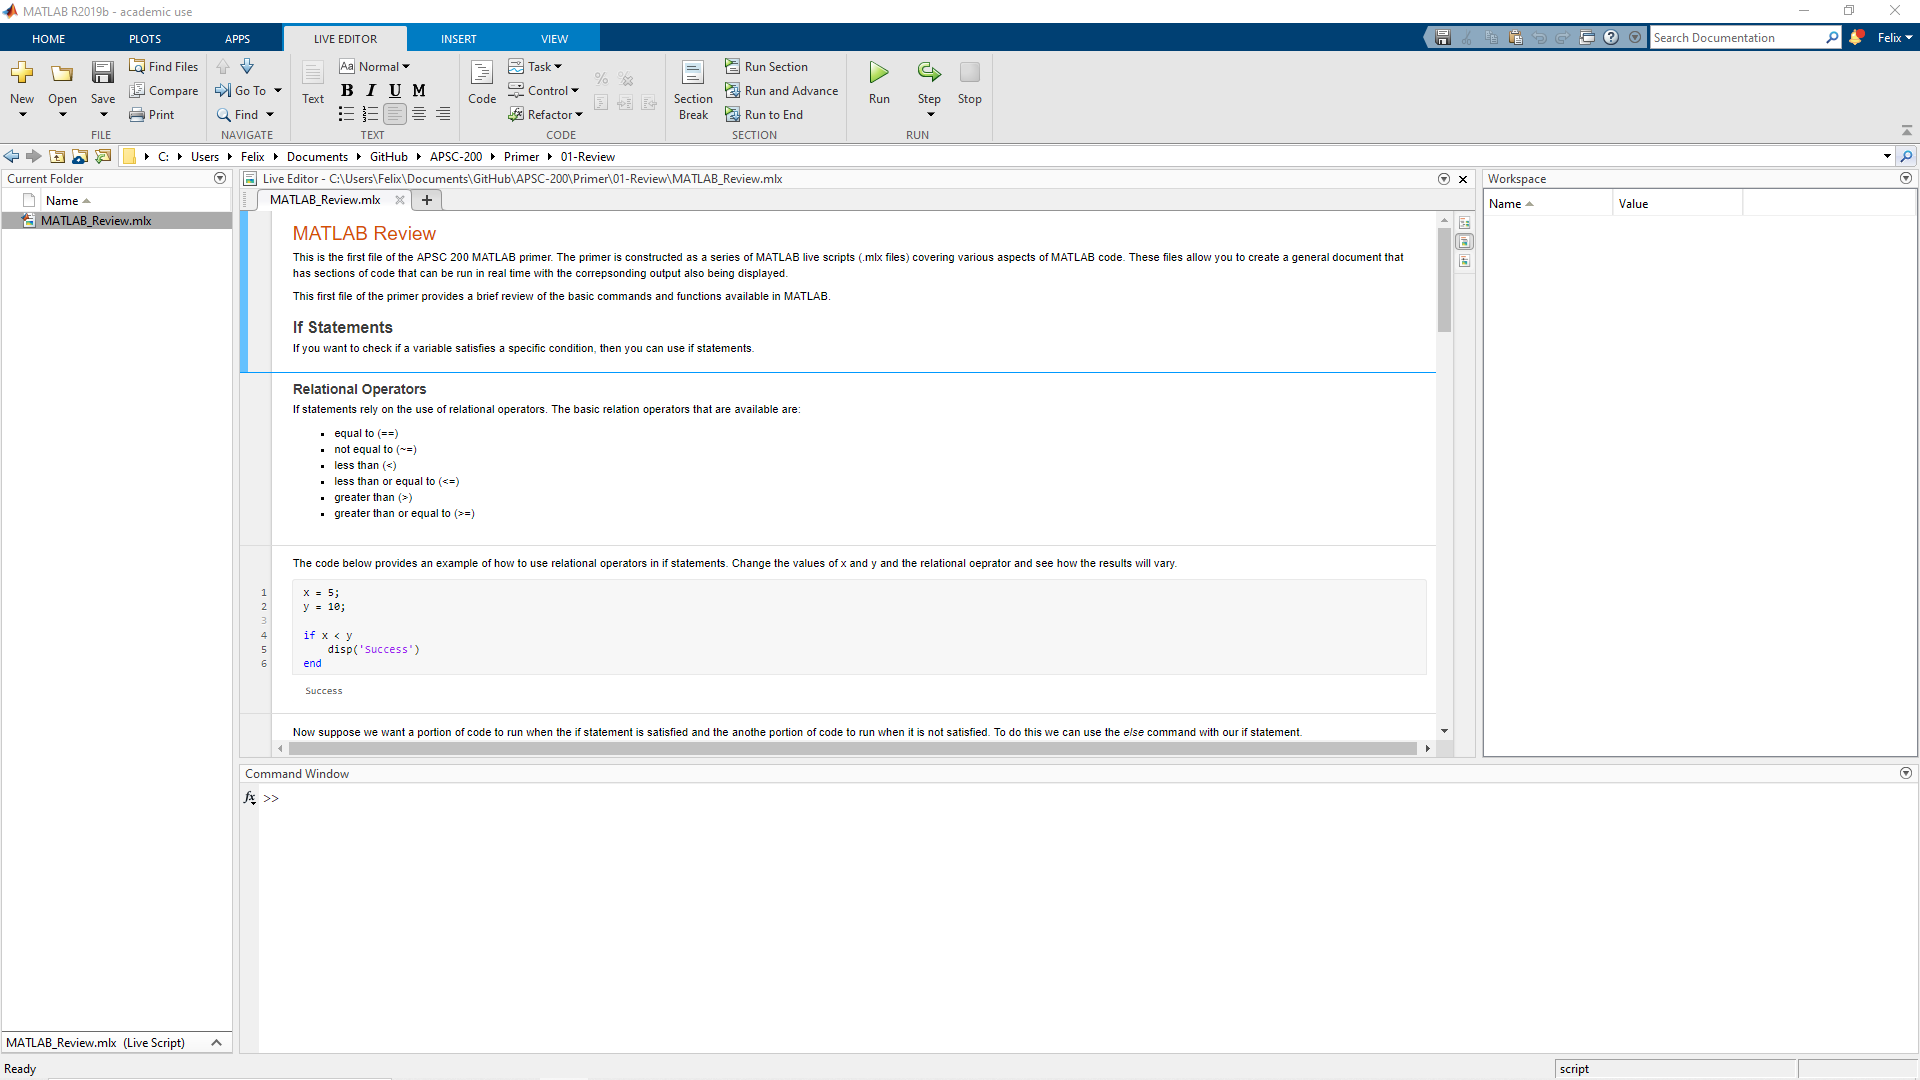 MATLAB R2019b - academic use
HOME PLOTS APPS LIVE EDITOR INSERT VIEW
Search Documentation
Felix
New Open Save Find Files Compare Print
FILE
Go To Find
NAVIGATE
Text Aa Normal B I U M
TEXT
Code Task Control Refactor
CODE
Section Break Run Section Run and Advance Run to End
SECTION
Run Step Stop
RUN
C: Users Felix Documents GitHub APSC-200 Primer 01-Review
Current Folder
Name
MATLAB_Review.mlx
Live Editor - C:\Users\Felix\Documents\GitHub\APSC-200\Primer\01-Review\MATLAB_Review.mlx
MATLAB_Review.mlx
MATLAB Review
This is the first file of the APSC 200 MATLAB primer. The primer is constructed as a series of MATLAB live scripts (.mlx files) covering various aspects of MATLAB code. These files allow you to create a general document that
has sections of code that can be run in real time with the correpsonding output also being displayed.
This first file of the primer provides a brief review of the basic commands and functions available in MATLAB.
If Statements
If you want to check if a variable satisfies a specific condition, then you can use if statements.
Relational Operators
If statements rely on the use of relational operators. The basic relation operators that are available are:
equal to (==)
not equal to (~=)
less than (<)
less than or equal to (<=)
greater than (>)
greater than or equal to (>=)
The code below provides an example of how to use relational operators in if statements. Change the values of x and y and the relational oeprator and see how the results will vary.
1 x = 5;
2 y = 10;
3
4 if x < y
5 disp('Success')
6 end
Success
Now suppose we want a portion of code to run when the if statement is satisfied and the anothe portion of code to run when it is not satisfied. To do this we can use the else command with our if statement.
Workspace
Name Value
Command Window
fx >>
MATLAB_Review.mlx (Live Script)
Ready
script